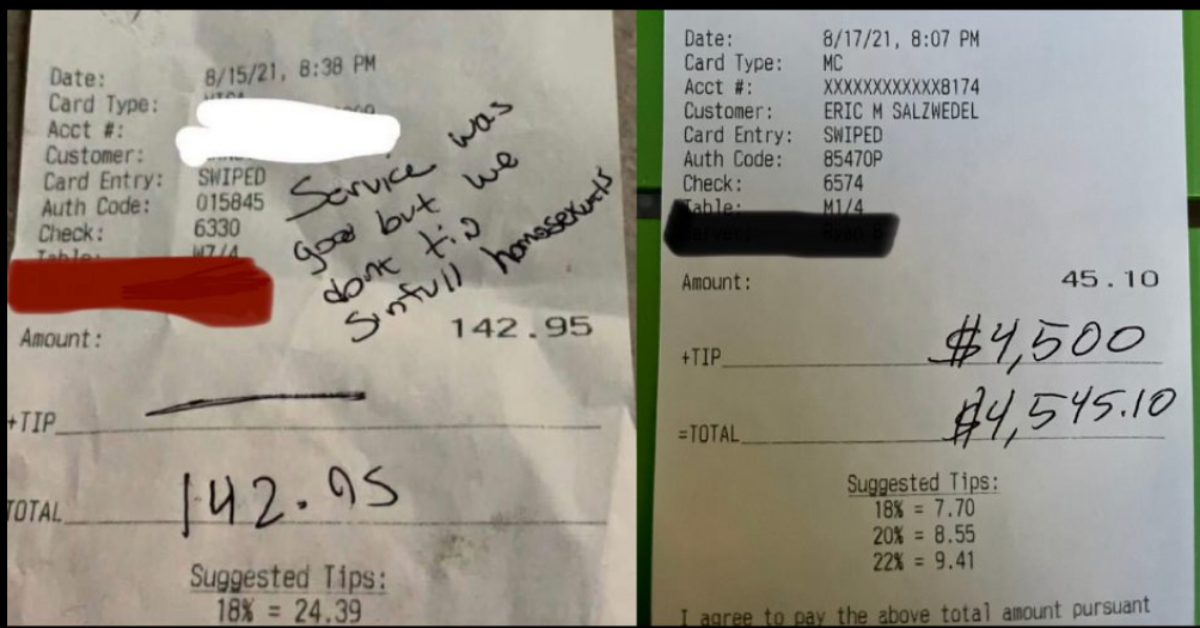 Date: 8/15/21, 8:38 PM
Card Type: VISA
Acct #:
Customer:
Card Entry: SWIPED
Auth Code: 015845
Check: 6330
Table: W7/4
Service was
good but we
dont tip
sinfull homosexuals
Amount: 142.95
+TIP
TOTAL 142.95
Suggested Tips:
18% = 24.39
Date: 8/17/21, 8:07 PM
Card Type: MC
Acct #: XXXXXXXXXXXX8174
Customer: ERIC M SALZWEDEL
Card Entry: SWIPED
Auth Code: 85470P
Check: 6574
Table: M1/4
Amount: 45.10
+TIP $4,500
=TOTAL $4,545.10
Suggested Tips:
18% = 7.70
20% = 8.55
22% = 9.41
I agree to pay the above total amount pursuant